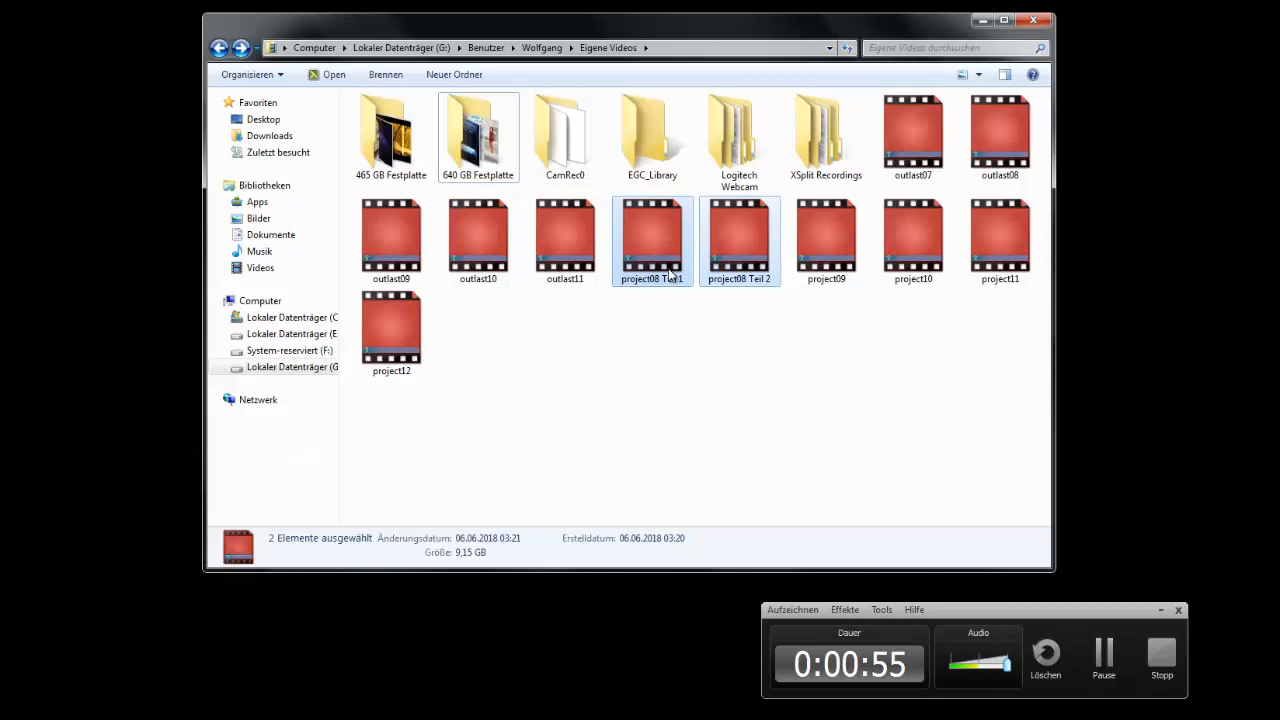 Computer Lokaler Datenträger (G:) Benutzer Wolfgang Eigene Videos
Eigene Videos durchsuchen
Organisieren Open Brennen Neuer Ordner
Favoriten
Desktop
Downloads
Zuletzt besucht
Bibliotheken
Apps
Bilder
Dokumente
Musik
Videos
Computer
Lokaler Datenträger (C
Lokaler Datenträger (E
System-reserviert (F:)
Lokaler Datenträger (G
Netzwerk
465 GB Festplatte
640 GB Festplatte
CamRec0
EGC_Library
Logitech
Webcam
XSplit Recordings
outlast07
outlast08
outlast09
outlast10
outlast11
project08 Teil 1
project08 Teil 2
project09
project10
project11
project12
2 Elemente ausgewählt Änderungsdatum: 06.06.2018 03:21 Erstelldatum: 06.06.2018 03:20
Größe: 9,15 GB
Aufzeichnen Effekte Tools Hilfe
Dauer
0:00:55
Audio
Löschen
Pause
Stopp